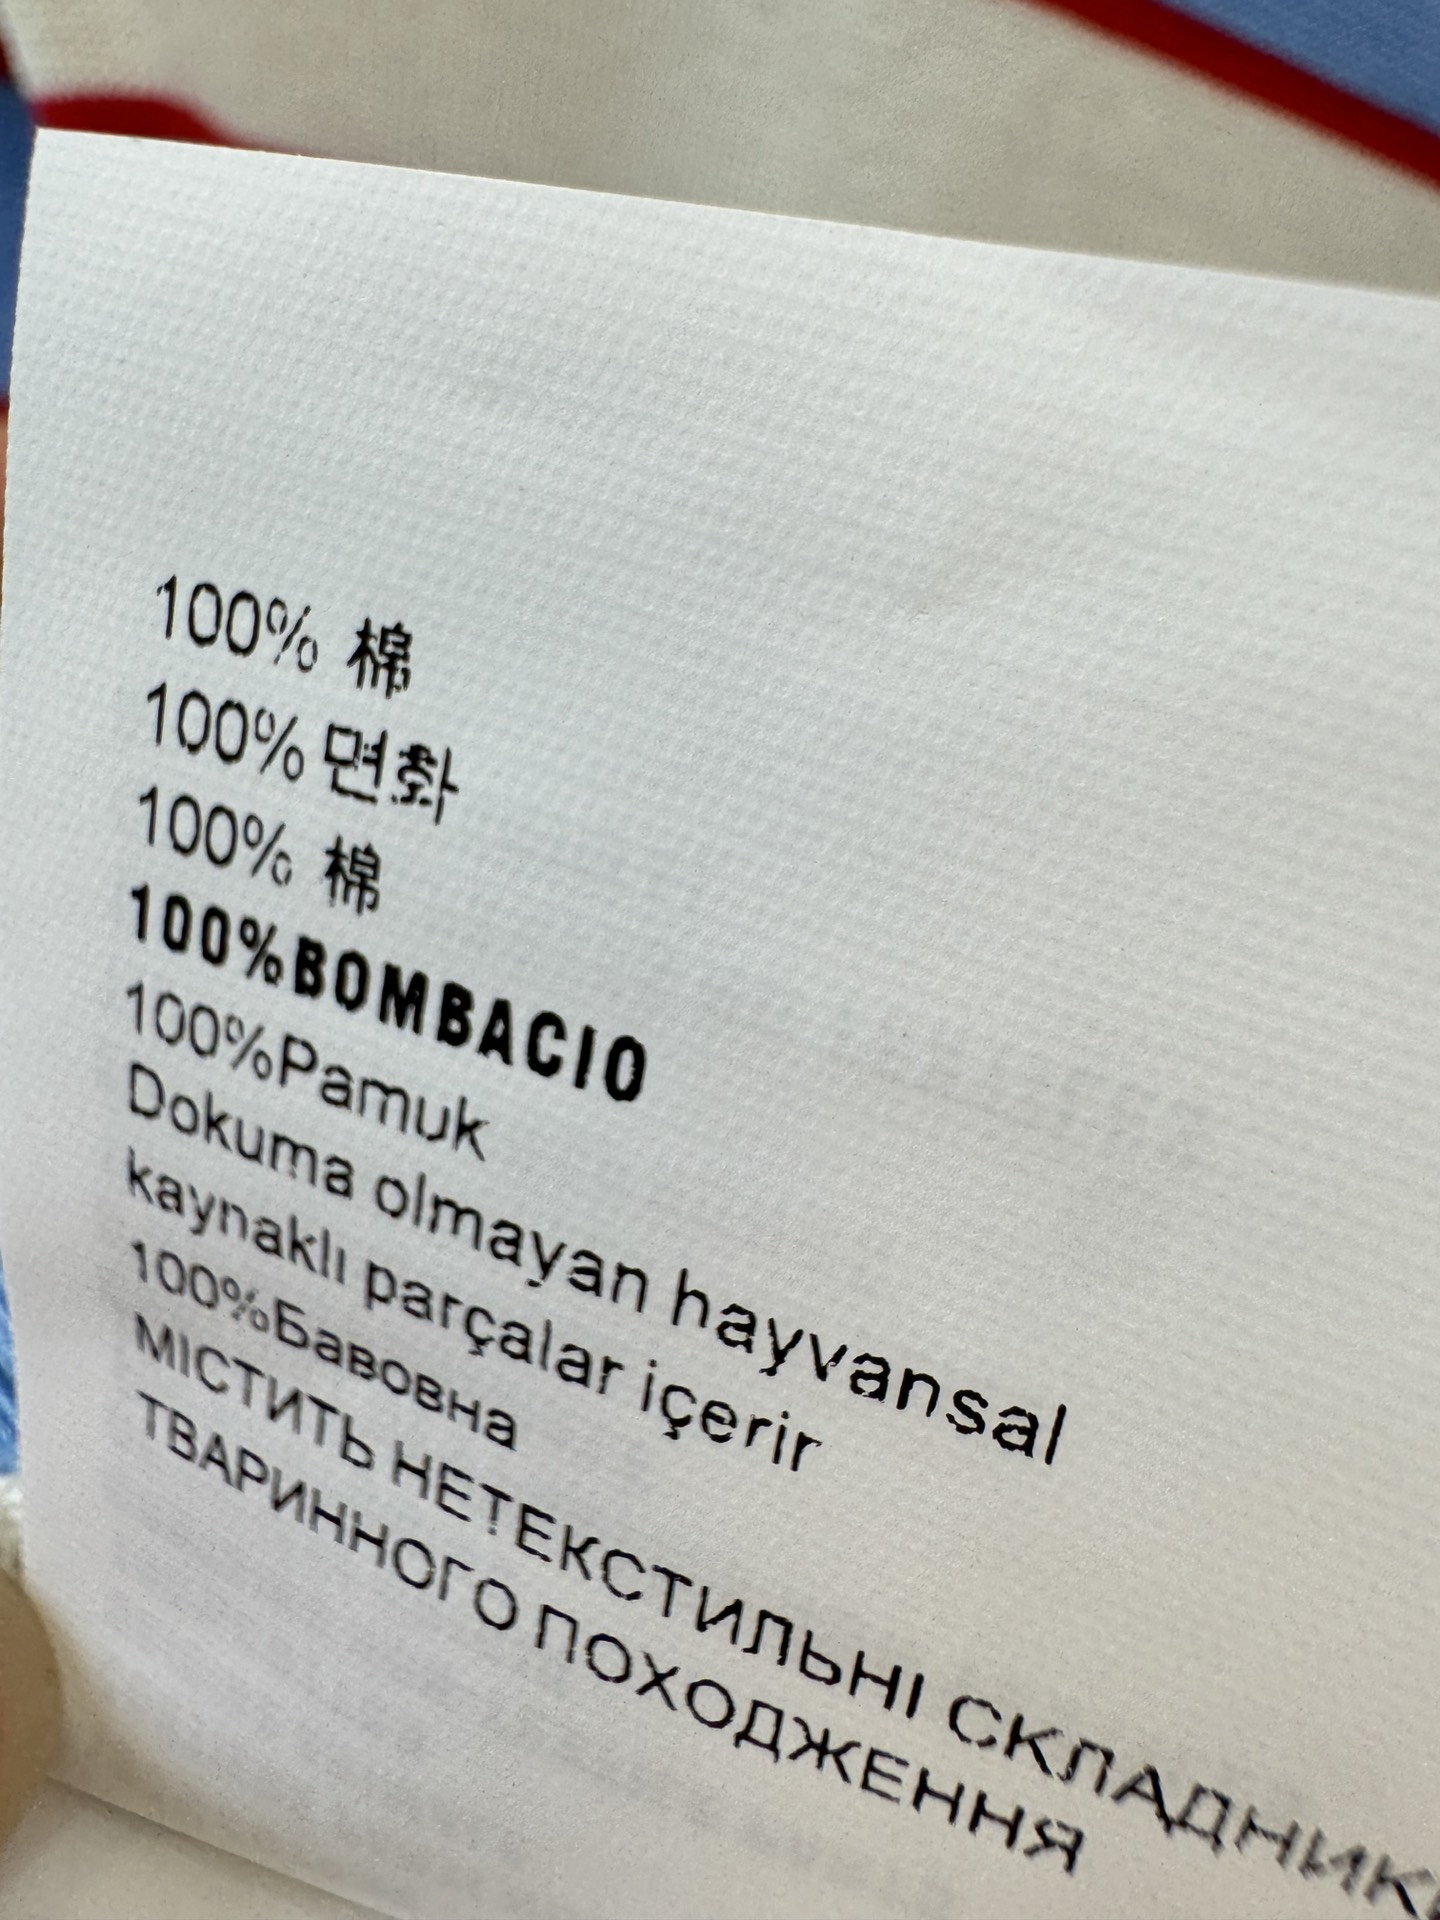 100% 棉
100% 면화
100% 棉
100%BOMBACIO
100%Pamuk
Dokuma olmayan hayvansal
kaynaklı parçalar içerir
100%Бавовна
МІСТИТЬ НЕТЕКСТИЛЬНІ СКЛАДНИКИ
ТВАРИННОГО ПОХОДЖЕННЯ